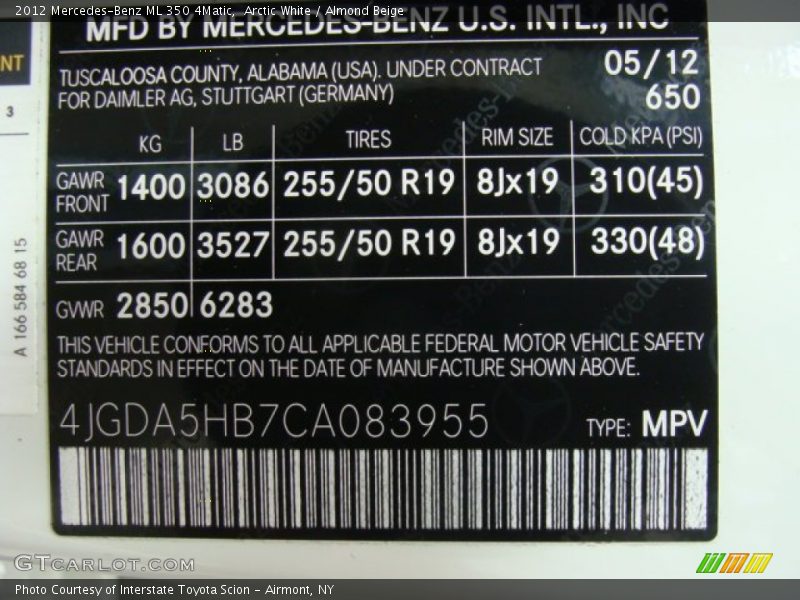 2012 Mercedes-Benz ML 350 4Matic, Arctic White / Almond Beige
MFD BY MERCEDES-BENZ U.S. INTL., INC
TUSCALOOSA COUNTY, ALABAMA (USA). UNDER CONTRACT 05/12
FOR DAIMLER AG, STUTTGART (GERMANY) 650
KG LB TIRES RIM SIZE COLD KPA (PSI)
GAWR FRONT 1400 3086 255/50 R19 8Jx19 310(45)
GAWR REAR 1600 3527 255/50 R19 8Jx19 330(48)
GVWR 2850 6283
THIS VEHICLE CONFORMS TO ALL APPLICABLE FEDERAL MOTOR VEHICLE SAFETY
STANDARDS IN EFFECT ON THE DATE OF MANUFACTURE SHOWN ABOVE.
4JGDA5HB7CA083955 TYPE: MPV
NT
3
A 166 584 68 15
GTCARLOT.COM
Photo Courtesy of Interstate Toyota Scion - Airmont, NY